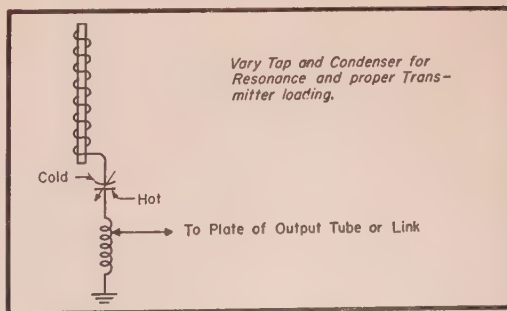 Vary Tap and Condenser for
Resonance and proper Trans-
mitter loading.
Cold
Hot
To Plate of Output Tube or Link